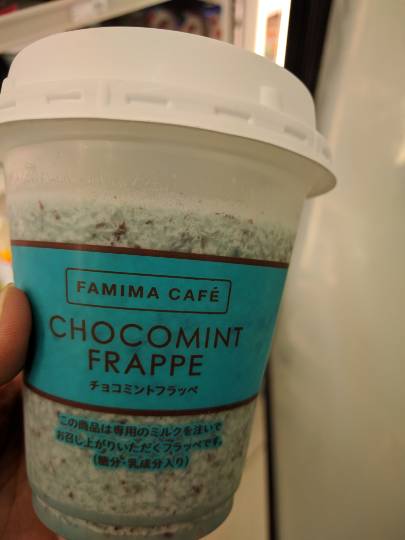 FAMIMA CAFÉ
CHOCOMINT
FRAPPE
チョコミントフラッペ
この商品は専用のミルクを注いで
お召し上がりいただくフラッペです。
(糖分・乳成分入り)